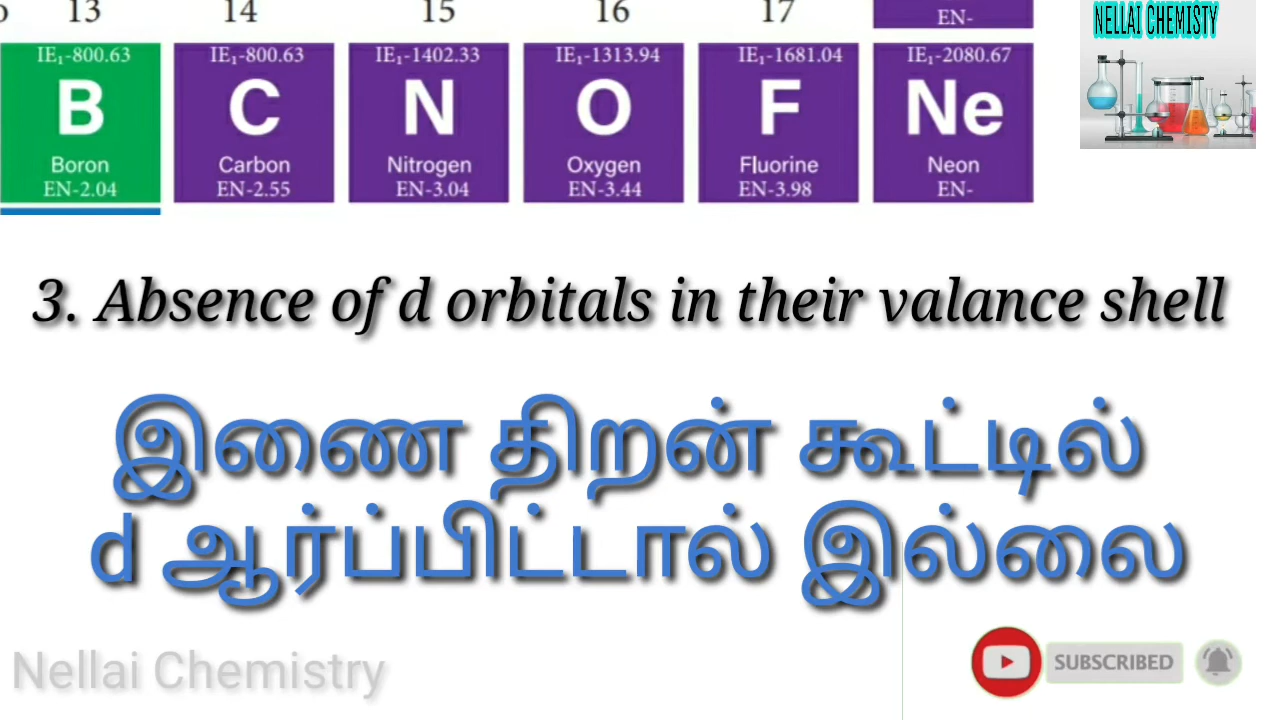 13 14 15 16 17 EN-
NELLAI CHEMISTY
IE₁-800.63 IE₁-800.63 IE₁-1402.33 IE₁-1313.94 IE₁-1681.04 IE₁-2080.67
B C N O F Ne
Boron Carbon Nitrogen Oxygen Fluorine Neon
EN-2.04 EN-2.55 EN-3.04 EN-3.44 EN-3.98 EN-
3. Absence of d orbitals in their valance shell
இணை திறன் கூட்டில்
d ஆர்ப்பிட்டால் இல்லை
Nellai Chemistry
SUBSCRIBED